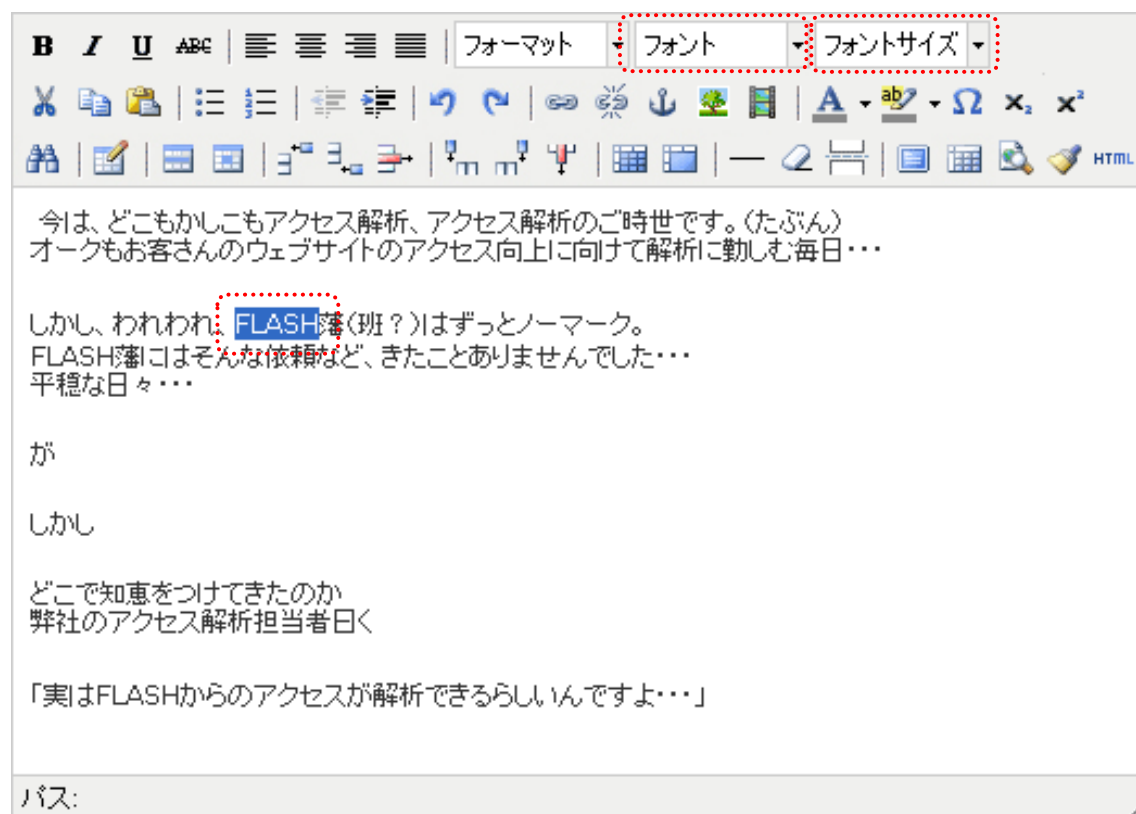 B I U ABC フォーマット フォント フォントサイズ
A ab Ω x₂ x²
HTML
今は、どこもかしこもアクセス解析、アクセス解析のご時世です。(たぶん)
オークもお客さんのウェブサイトのアクセス向上に向けて解析に勤しむ毎日・・・
しかし、われわれ、FLASH藩(班？)はずっとノーマーク。
FLASH藩にはそんな依頼など、きたことありませんでした・・・
平穏な日々・・・
が
しかし
どこで知恵をつけてきたのか
弊社のアクセス解析担当者曰く
「実はFLASHからのアクセスが解析できるらしいんですよ・・・」
パス: